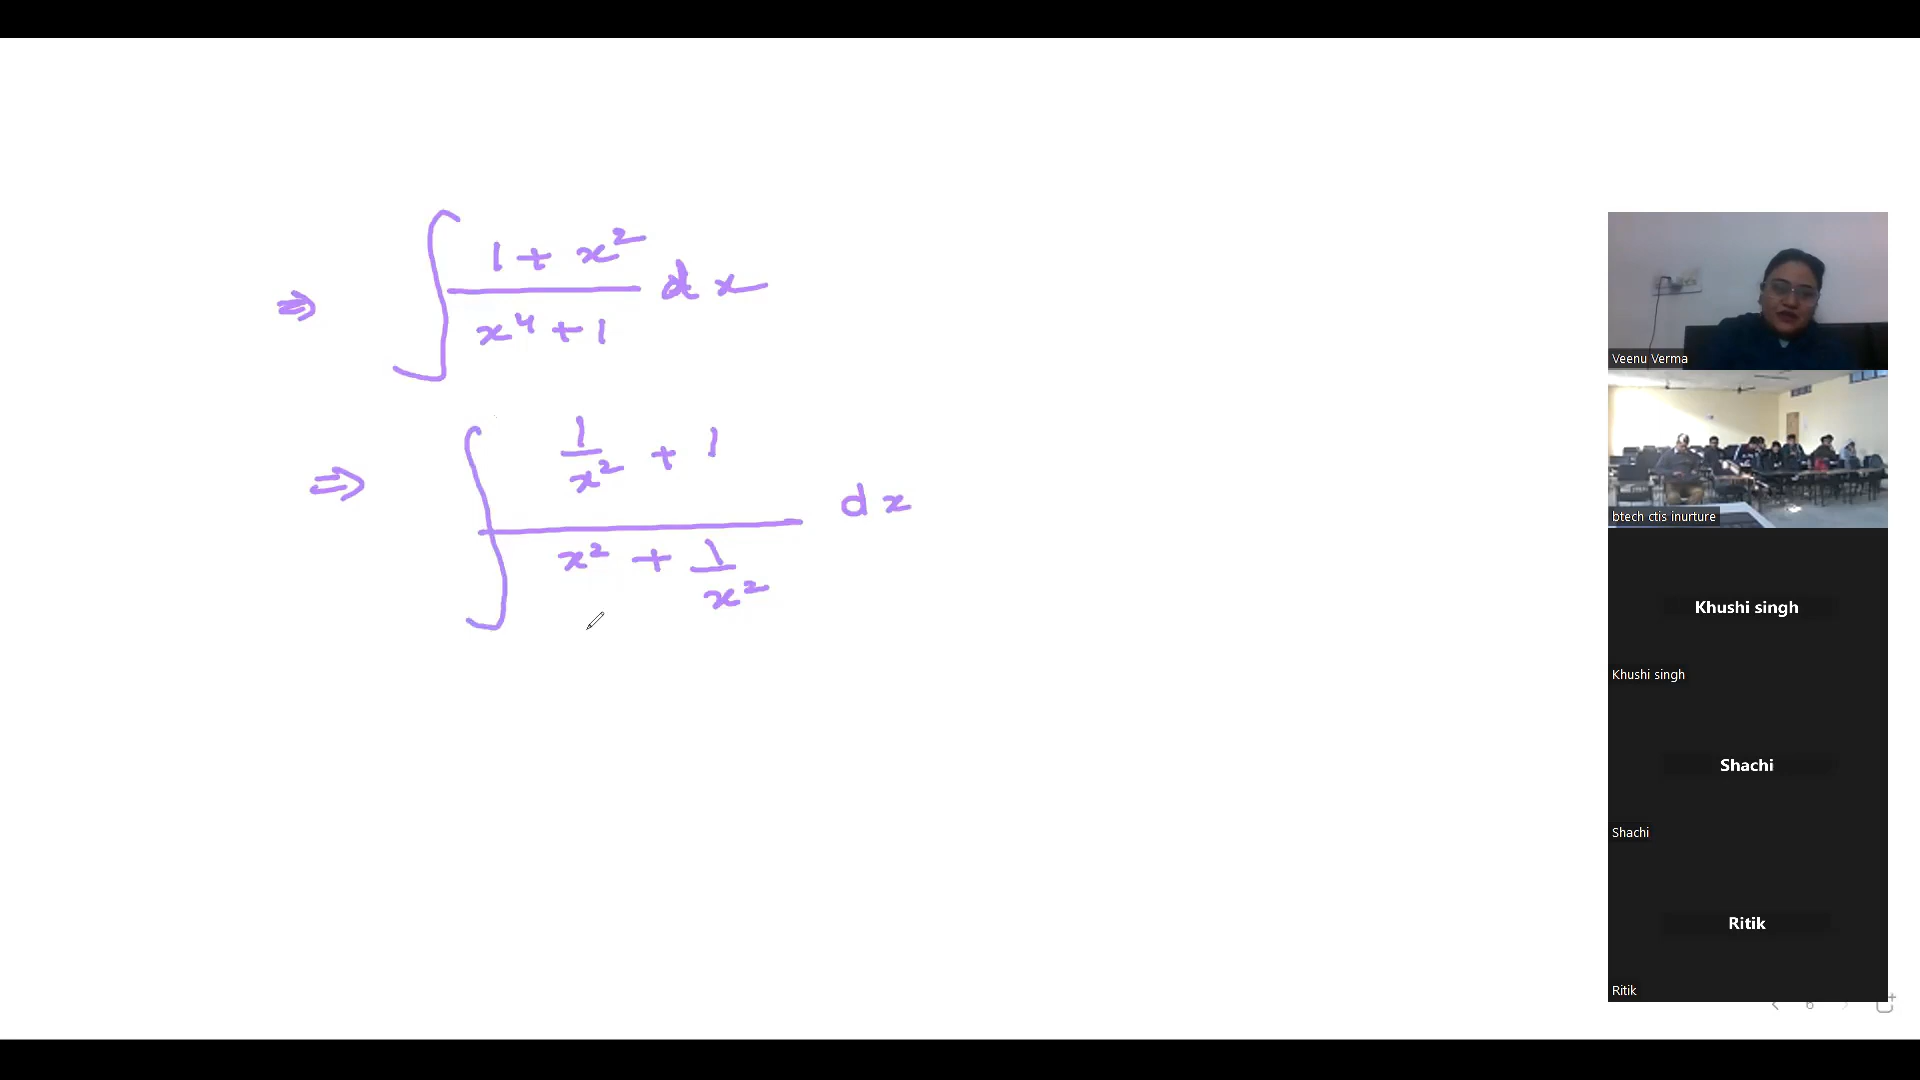 ⇒ ∫ (1 + x²)/(x⁴ + 1) dx
⇒ ∫ (1/x² + 1)/(x² + 1/x²) dx
Veenu Verma
btech ctis inurture
Khushi singh
Khushi singh
Shachi
Shachi
Ritik
Ritik
6